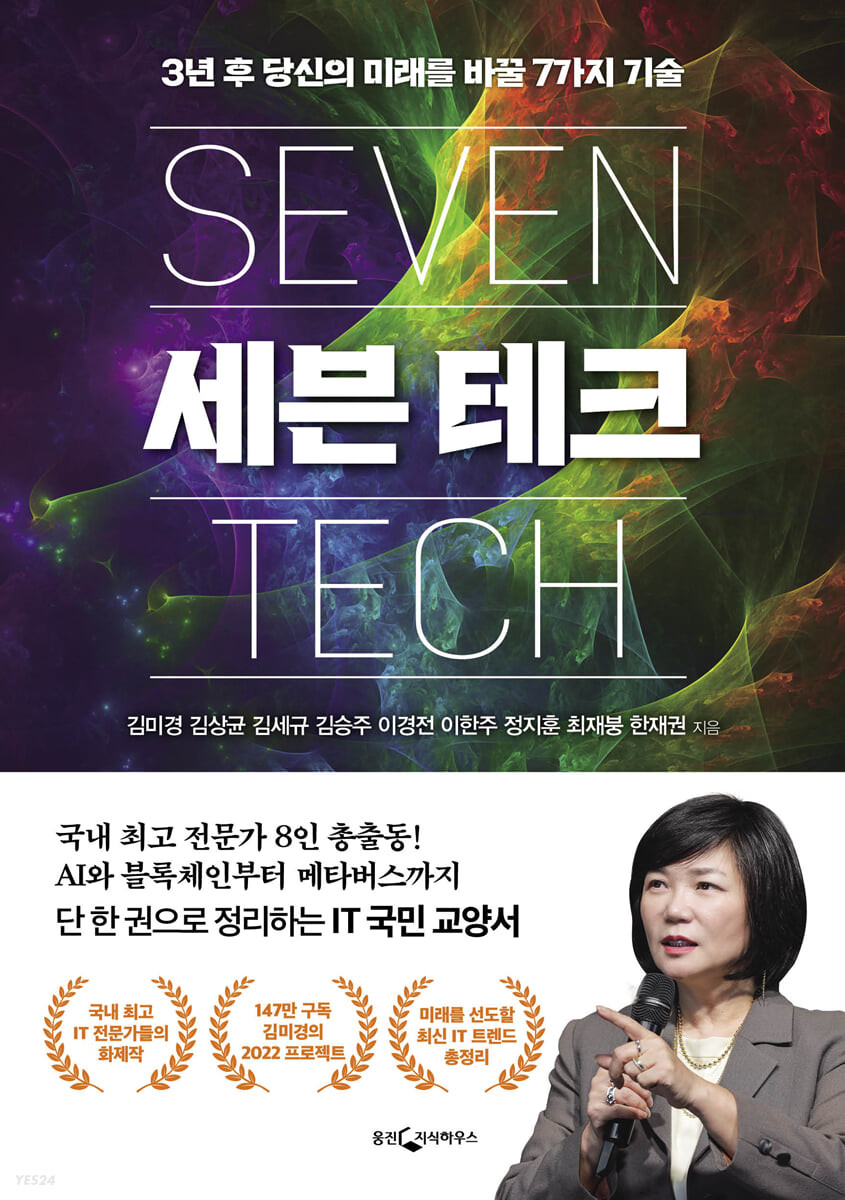 3년 후 당신의 미래를 바꿀 7가지 기술
SEVEN
세븐 테크
TECH
김미경 김상균 김세규 김승주 이경전 이한주 정지훈 최재붕 한재권 지음
국내 최고 전문가 8인 총출동!
AI와 블록체인부터 메타버스까지
단 한 권으로 정리하는 IT 국민 교양서
국내 최고
IT 전문가들의
화제작
147만 구독
김미경의
2022 프로젝트
미래를 선도할
최신 IT 트렌드
총정리
웅진 지식하우스
YES24